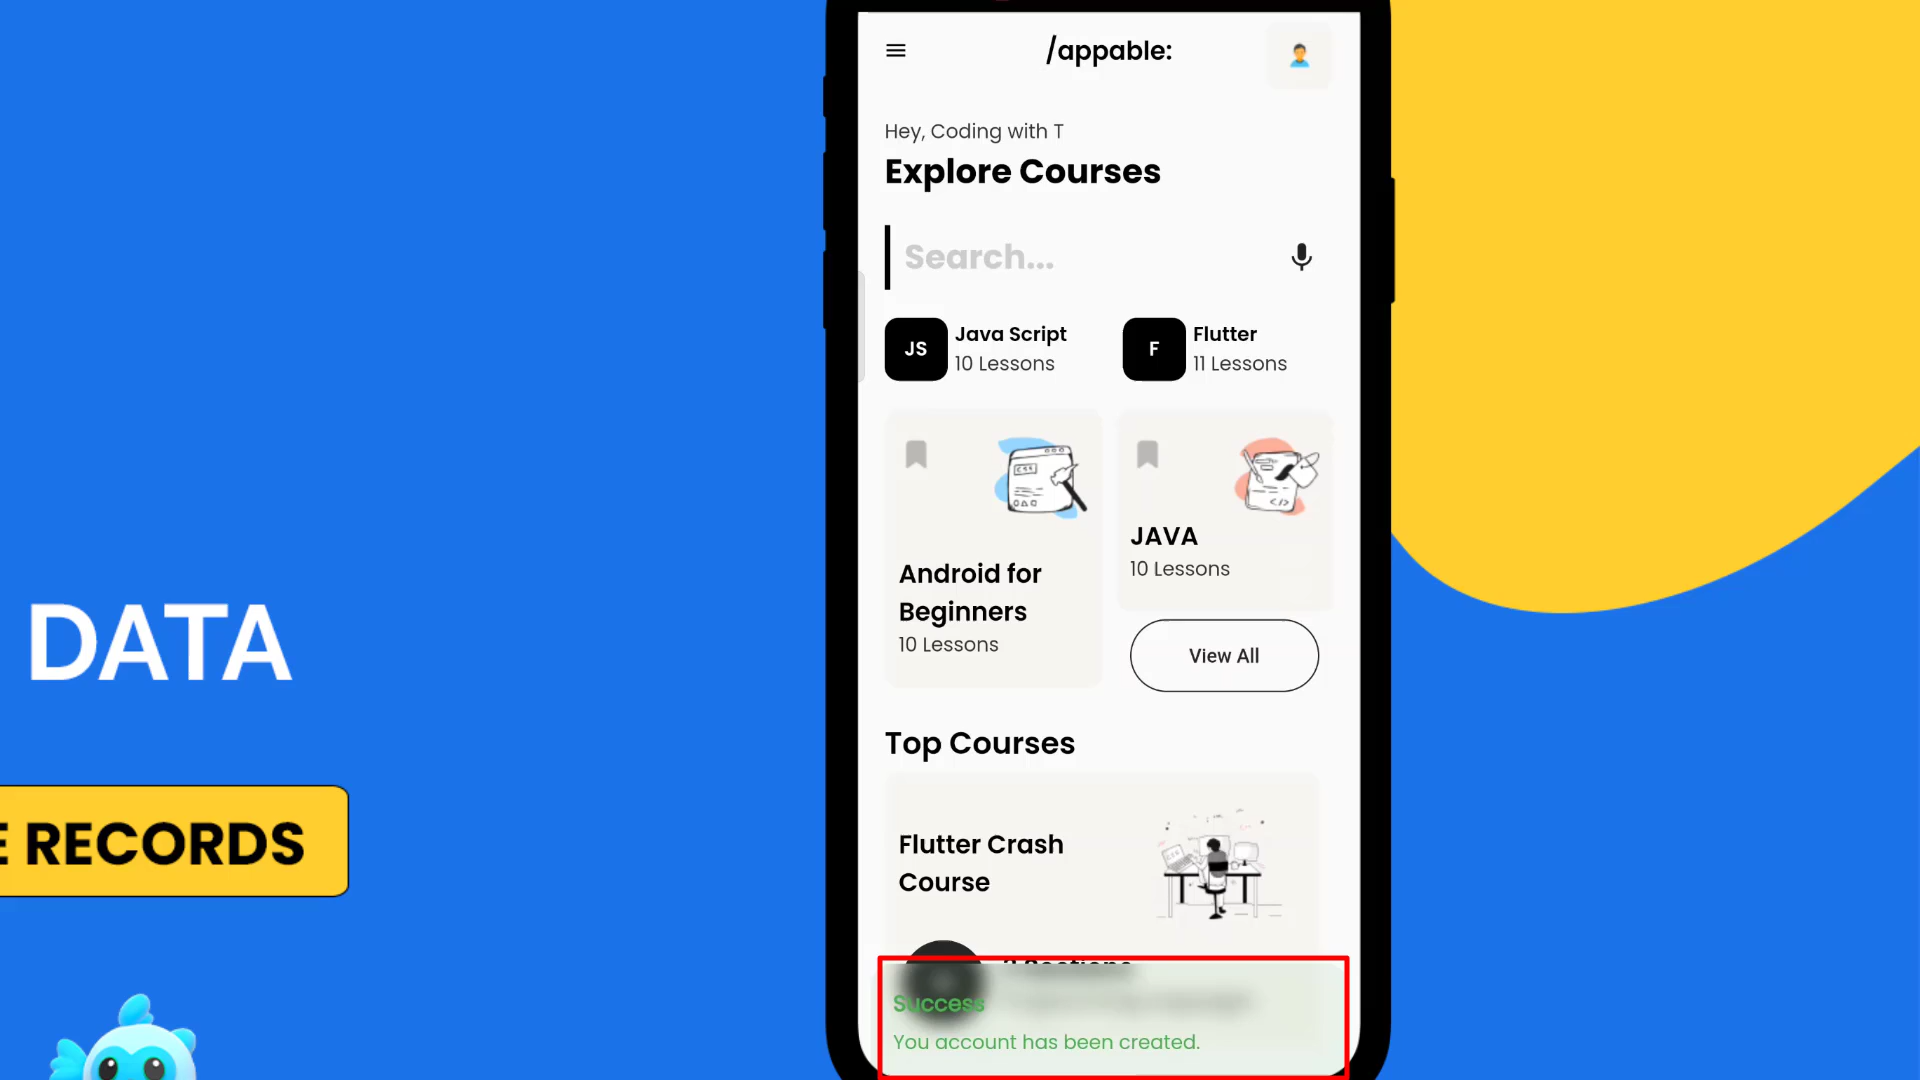 /appable:
Hey, Coding with T
Explore Courses
Search...
JS
Java Script
10 Lessons
F
Flutter
11 Lessons
Android for
Beginners
10 Lessons
JAVA
10 Lessons
View All
Top Courses
Flutter Crash
Course
Success
You account has been created.
DATA
E RECORDS